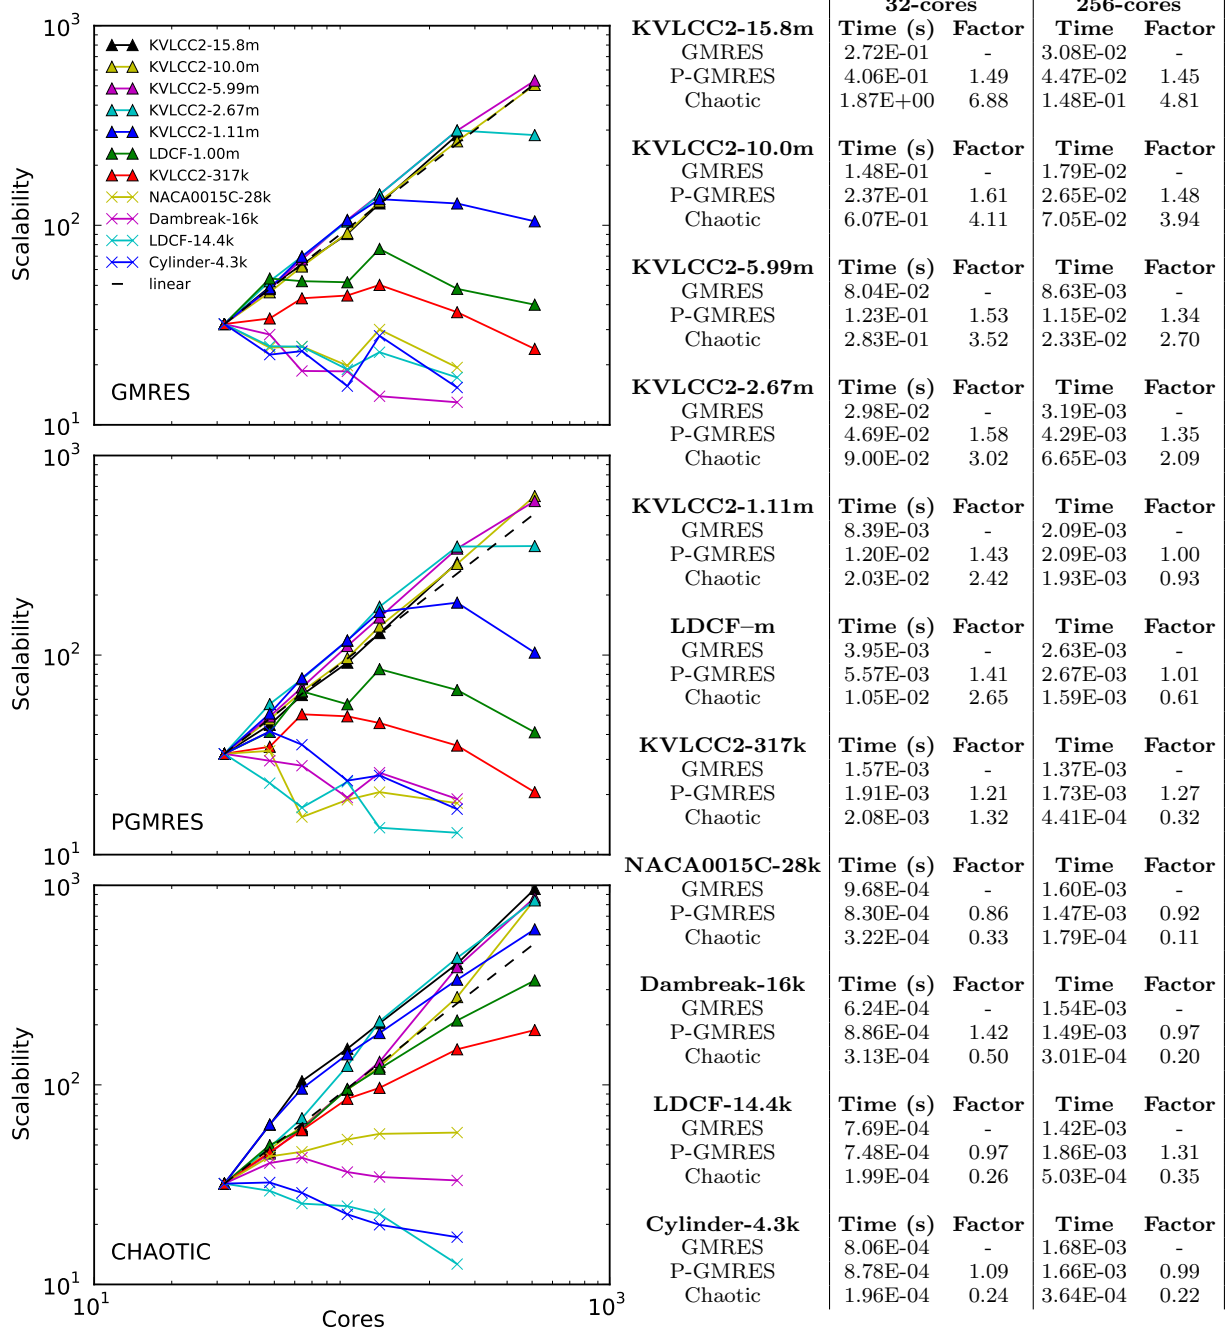 10^3
KVLCC2-15.8m
KVLCC2-10.0m
KVLCC2-5.99m
KVLCC2-2.67m
KVLCC2-1.11m
LDCF-1.00m
KVLCC2-317k
NACA0015C-28k
Dambreak-16k
LDCF-14.4k
Cylinder-4.3k
linear
Scalability
10^2
GMRES
10^1
10^3
Scalability
10^2
PGMRES
10^1
10^3
Scalability
10^2
CHAOTIC
10^1
10^1
Cores
10^3
32-cores 256-cores
KVLCC2-15.8m Time (s) Factor Time Factor
GMRES 2.72E-01 - 3.08E-02 -
P-GMRES 4.06E-01 1.49 4.47E-02 1.45
Chaotic 1.87E+00 6.88 1.48E-01 4.81
KVLCC2-10.0m Time (s) Factor Time Factor
GMRES 1.48E-01 - 1.79E-02 -
P-GMRES 2.37E-01 1.61 2.65E-02 1.48
Chaotic 6.07E-01 4.11 7.05E-02 3.94
KVLCC2-5.99m Time (s) Factor Time Factor
GMRES 8.04E-02 - 8.63E-03 -
P-GMRES 1.23E-01 1.53 1.15E-02 1.34
Chaotic 2.83E-01 3.52 2.33E-02 2.70
KVLCC2-2.67m Time (s) Factor Time Factor
GMRES 2.98E-02 - 3.19E-03 -
P-GMRES 4.69E-02 1.58 4.29E-03 1.35
Chaotic 9.00E-02 3.02 6.65E-03 2.09
KVLCC2-1.11m Time (s) Factor Time Factor
GMRES 8.39E-03 - 2.09E-03 -
P-GMRES 1.20E-02 1.43 2.09E-03 1.00
Chaotic 2.03E-02 2.42 1.93E-03 0.93
LDCF–m Time (s) Factor Time Factor
GMRES 3.95E-03 - 2.63E-03 -
P-GMRES 5.57E-03 1.41 2.67E-03 1.01
Chaotic 1.05E-02 2.65 1.59E-03 0.61
KVLCC2-317k Time (s) Factor Time Factor
GMRES 1.57E-03 - 1.37E-03 -
P-GMRES 1.91E-03 1.21 1.73E-03 1.27
Chaotic 2.08E-03 1.32 4.41E-04 0.32
NACA0015C-28k Time (s) Factor Time Factor
GMRES 9.68E-04 - 1.60E-03 -
P-GMRES 8.30E-04 0.86 1.47E-03 0.92
Chaotic 3.22E-04 0.33 1.79E-04 0.11
Dambreak-16k Time (s) Factor Time Factor
GMRES 6.24E-04 - 1.54E-03 -
P-GMRES 8.86E-04 1.42 1.49E-03 0.97
Chaotic 3.13E-04 0.50 3.01E-04 0.20
LDCF-14.4k Time (s) Factor Time Factor
GMRES 7.69E-04 - 1.42E-03 -
P-GMRES 7.48E-04 0.97 1.86E-03 1.31
Chaotic 1.99E-04 0.26 5.03E-04 0.35
Cylinder-4.3k Time (s) Factor Time Factor
GMRES 8.06E-04 - 1.68E-03 -
P-GMRES 8.78E-04 1.09 1.66E-03 0.99
Chaotic 1.96E-04 0.24 3.64E-04 0.22